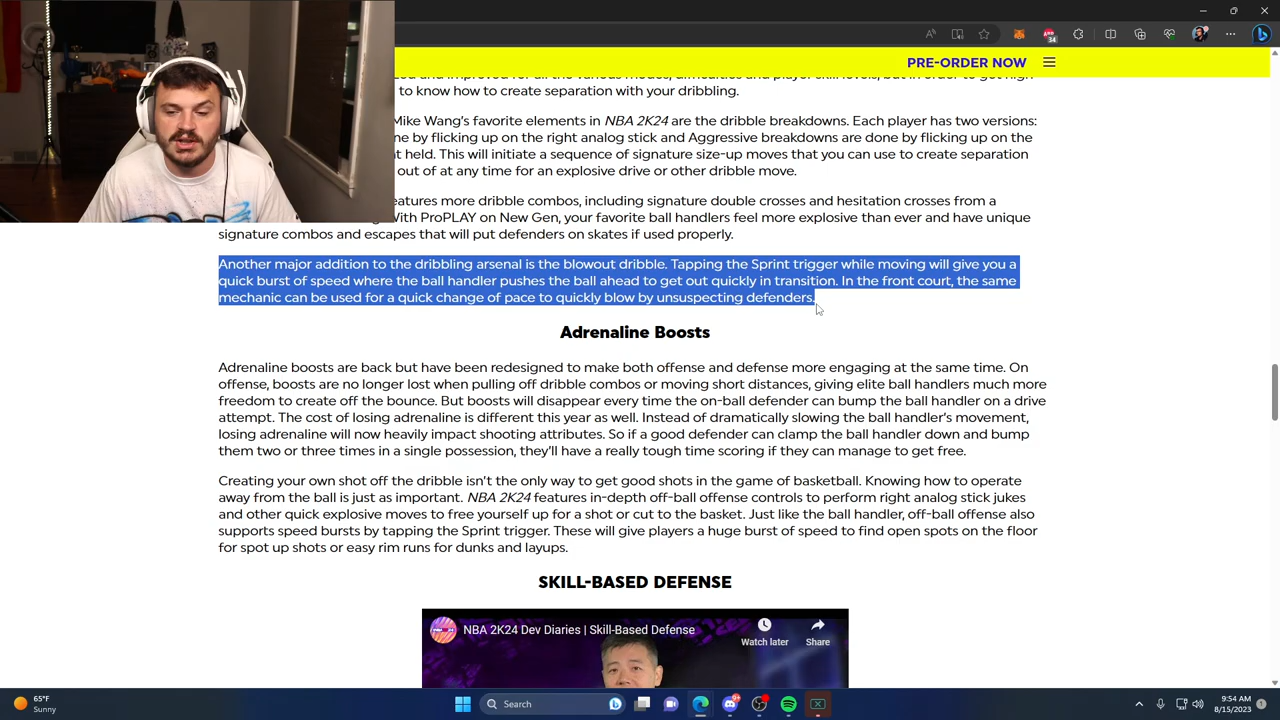 PRE-ORDER NOW
to know how to create separation with your dribbling.
Mike Wang's favorite elements in NBA 2K24 are the dribble breakdowns. Each player has two versions:
ne by flicking up on the right analog stick and Aggressive breakdowns are done by flicking up on the
t held. This will initiate a sequence of signature size-up moves that you can use to create separation
out of at any time for an explosive drive or other dribble move.
eatures more dribble combos, including signature double crosses and hesitation crosses from a
With ProPLAY on New Gen, your favorite ball handlers feel more explosive than ever and have unique
signature combos and escapes that will put defenders on skates if used properly.
Another major addition to the dribbling arsenal is the blowout dribble. Tapping the Sprint trigger while moving will give you a
quick burst of speed where the ball handler pushes the ball ahead to get out quickly in transition. In the front court, the same
mechanic can be used for a quick change of pace to quickly blow by unsuspecting defenders.
Adrenaline Boosts
Adrenaline boosts are back but have been redesigned to make both offense and defense more engaging at the same time. On
offense, boosts are no longer lost when pulling off dribble combos or moving short distances, giving elite ball handlers much more
freedom to create off the bounce. But boosts will disappear every time the on-ball defender can bump the ball handler on a drive
attempt. The cost of losing adrenaline is different this year as well. Instead of dramatically slowing the ball handler's movement,
losing adrenaline will now heavily impact shooting attributes. So if a good defender can clamp the ball handler down and bump
them two or three times in a single possession, they'll have a really tough time scoring if they can manage to get free.
Creating your own shot off the dribble isn't the only way to get good shots in the game of basketball. Knowing how to operate
away from the ball is just as important. NBA 2K24 features in-depth off-ball offense controls to perform right analog stick jukes
and other quick explosive moves to free yourself up for a shot or cut to the basket. Just like the ball handler, off-ball offense also
supports speed bursts by tapping the Sprint trigger. These will give players a huge burst of speed to find open spots on the floor
for spot up shots or easy rim runs for dunks and layups.
SKILL-BASED DEFENSE
NBA 2K24 Dev Diaries | Skill-Based Defense
Watch later
Share
65°F
Sunny
Search
9:54 AM
8/15/2023